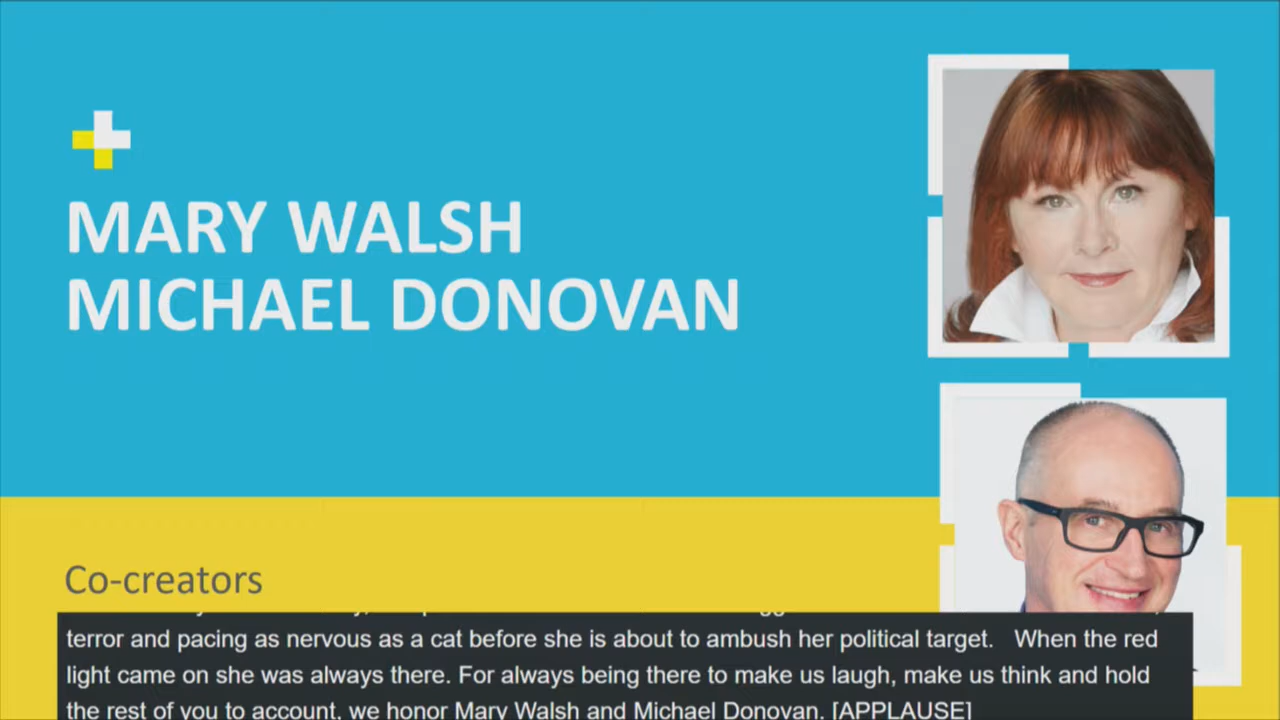 MARY WALSH
MICHAEL DONOVAN
Co-creators
terror and pacing as nervous as a cat before she is about to ambush her political target. When the red
light came on she was always there. For always being there to make us laugh, make us think and hold
the rest of you to account, we honor Mary Walsh and Michael Donovan. [APPLAUSE]